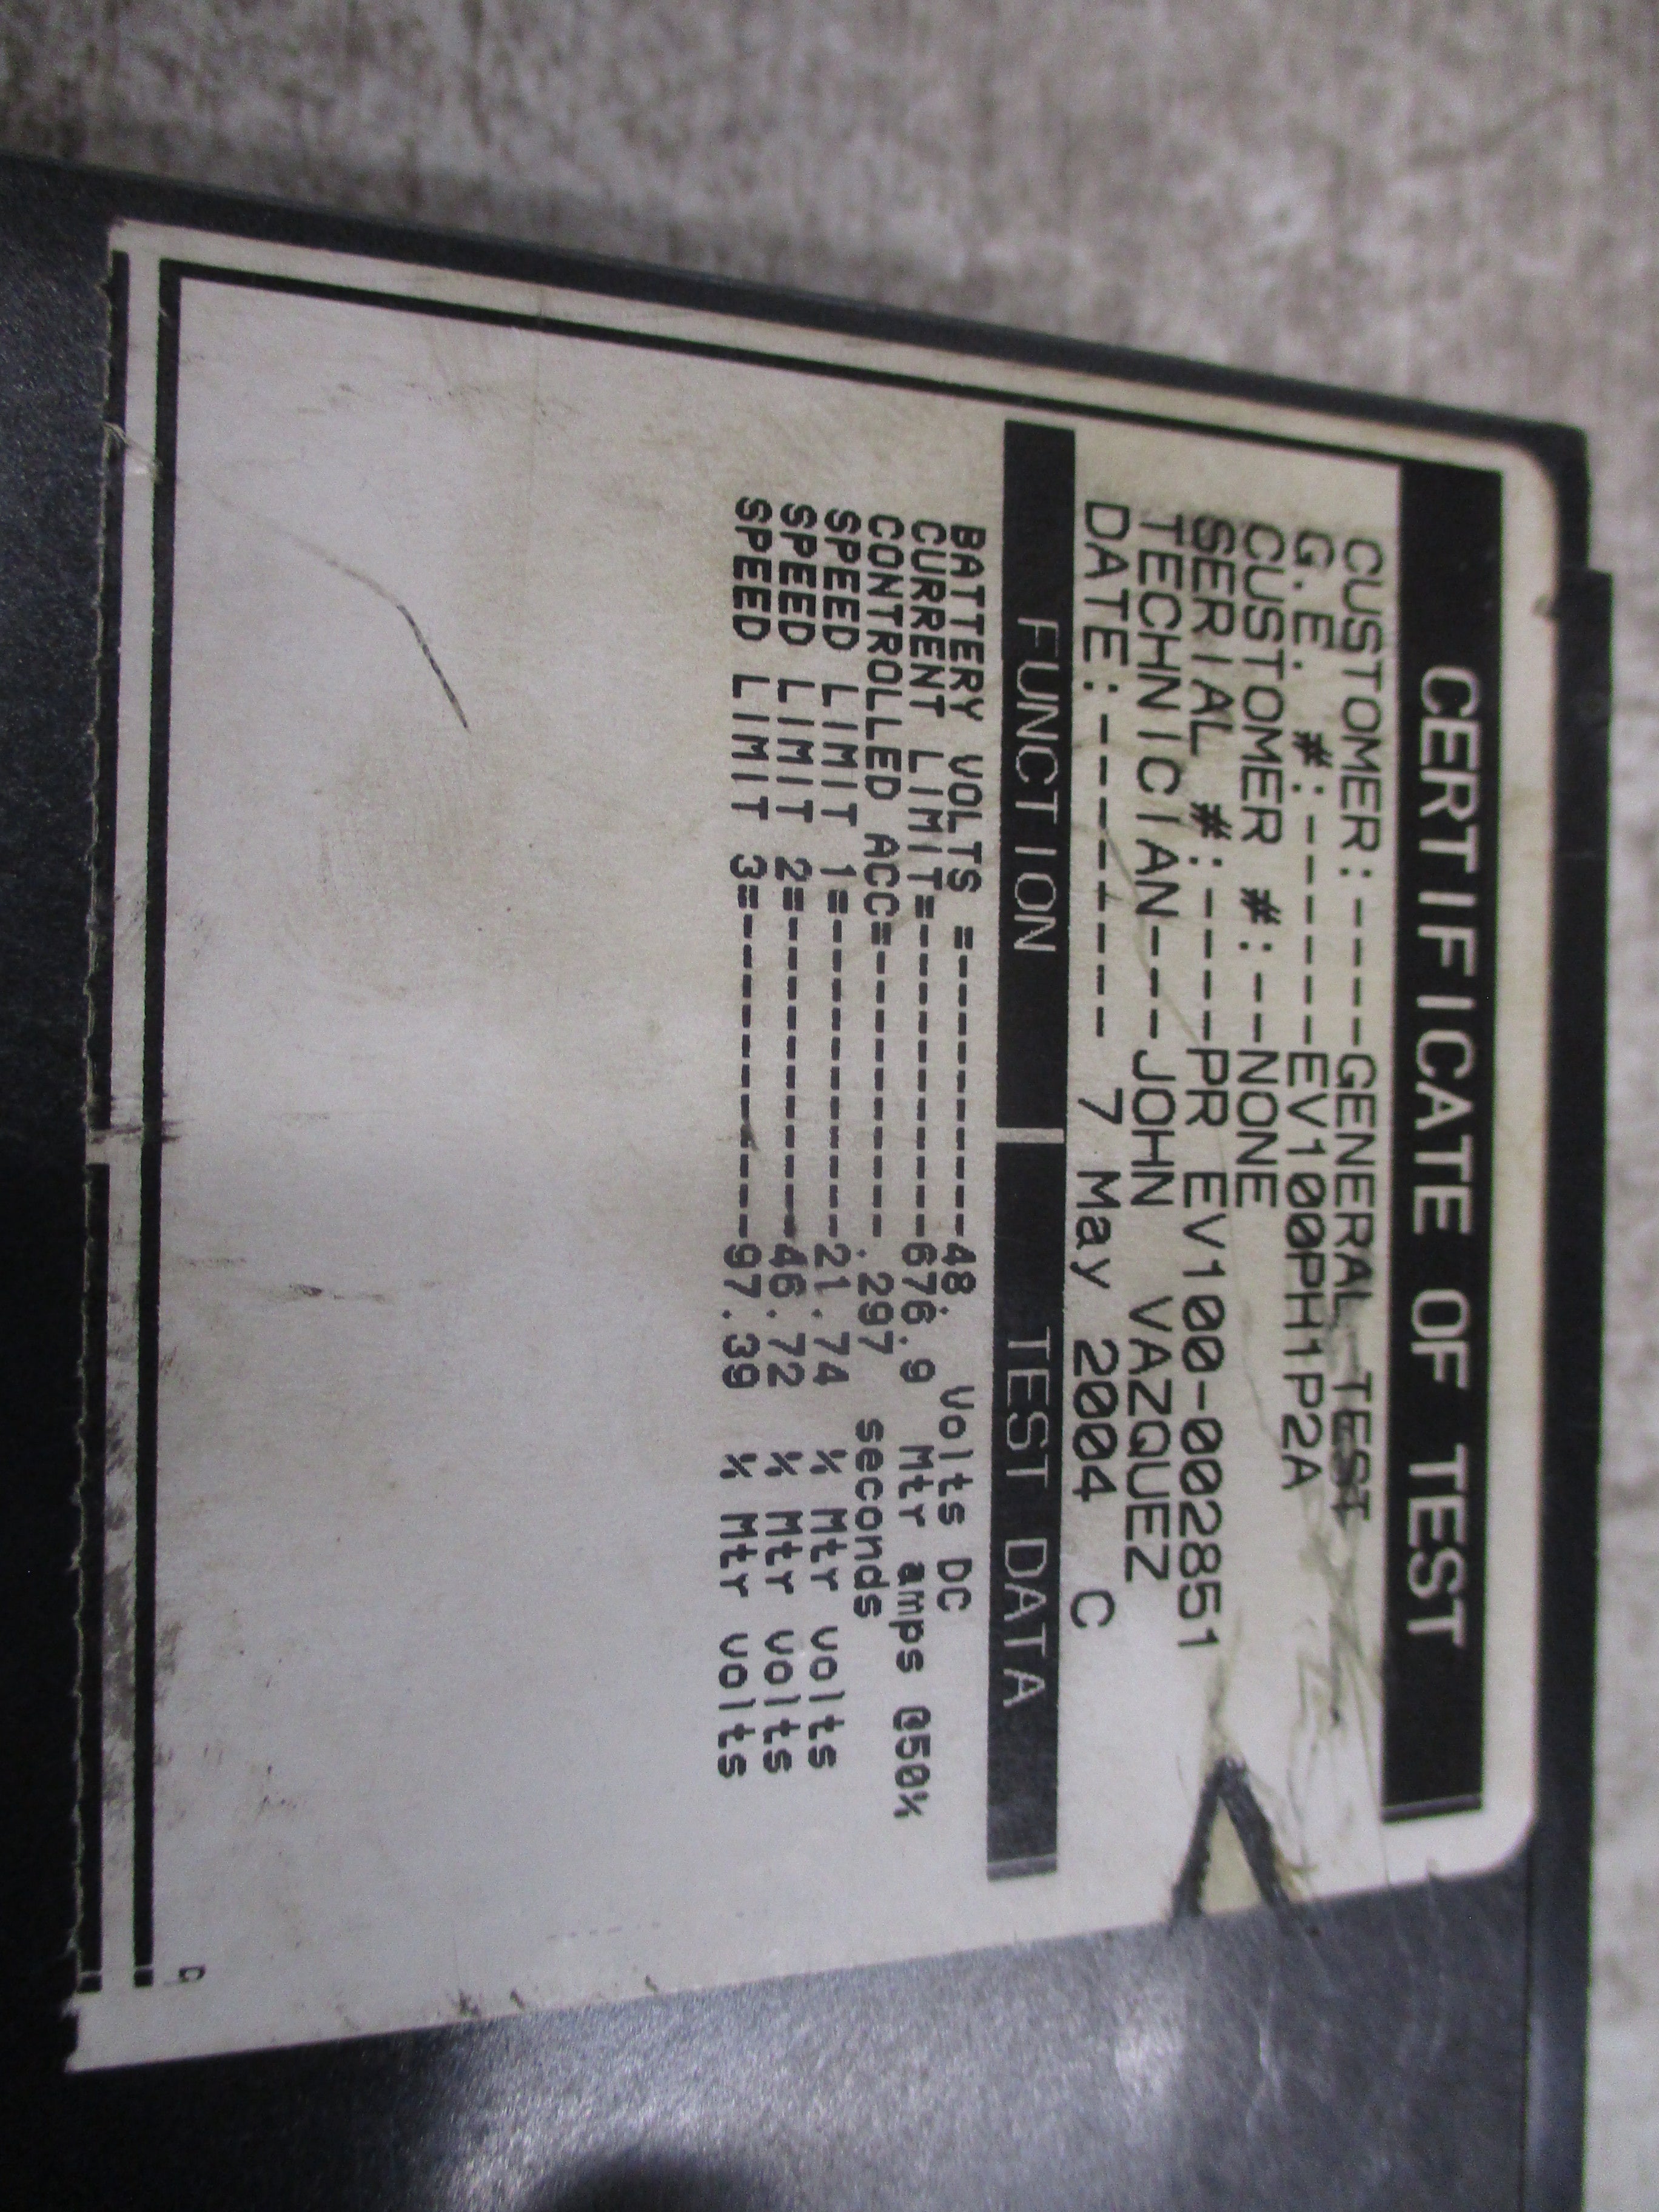 CERTIFICATE OF TEST
CUSTOMER:----GENERAL TEST
G.E. #:------EV100PH1P2A
CUSTOMER #:--NONE
SERIAL #:----PR EV100-002851
TECHNICIAN---JOHN VAZQUEZ
DATE:-------- 7 May 2004 C
FUNCTION TEST DATA
BATTERY VOLTS =----------48. Volts DC
CURRENT LIMIT=-----------676.9 Mtr amps @50%
CONTROLLED ACC=----------.297 seconds
SPEED LIMIT 1=-----------21.74 % Mtr volts
SPEED LIMIT 2=-----------46.72 % Mtr volts
SPEED LIMIT 3=-----------97.39 % Mtr volts